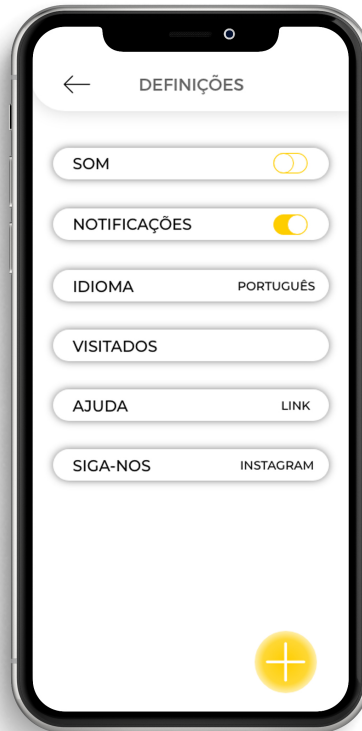 DEFINIÇÕES
SOM
NOTIFICAÇÕES
IDIOMA PORTUGUÊS
VISITADOS
AJUDA LINK
SIGA-NOS INSTAGRAM